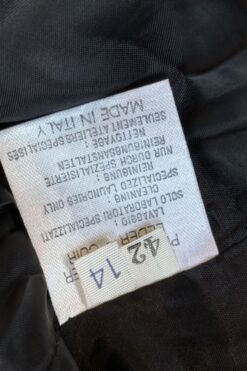 42
14
LAVAGGIO:
SOLO LABORATORI SPECIALIZZATI
CLEANING:
SPECIALIZED LAUNDRIES ONLY
REINIGUNG:
NUR DURCH SPEZIALISIERTE
REINIGUNGSANSTALTEN
NETTOYAGE:
SEULEMENT ATELIERS SPECIALISES
MADE IN ITALY